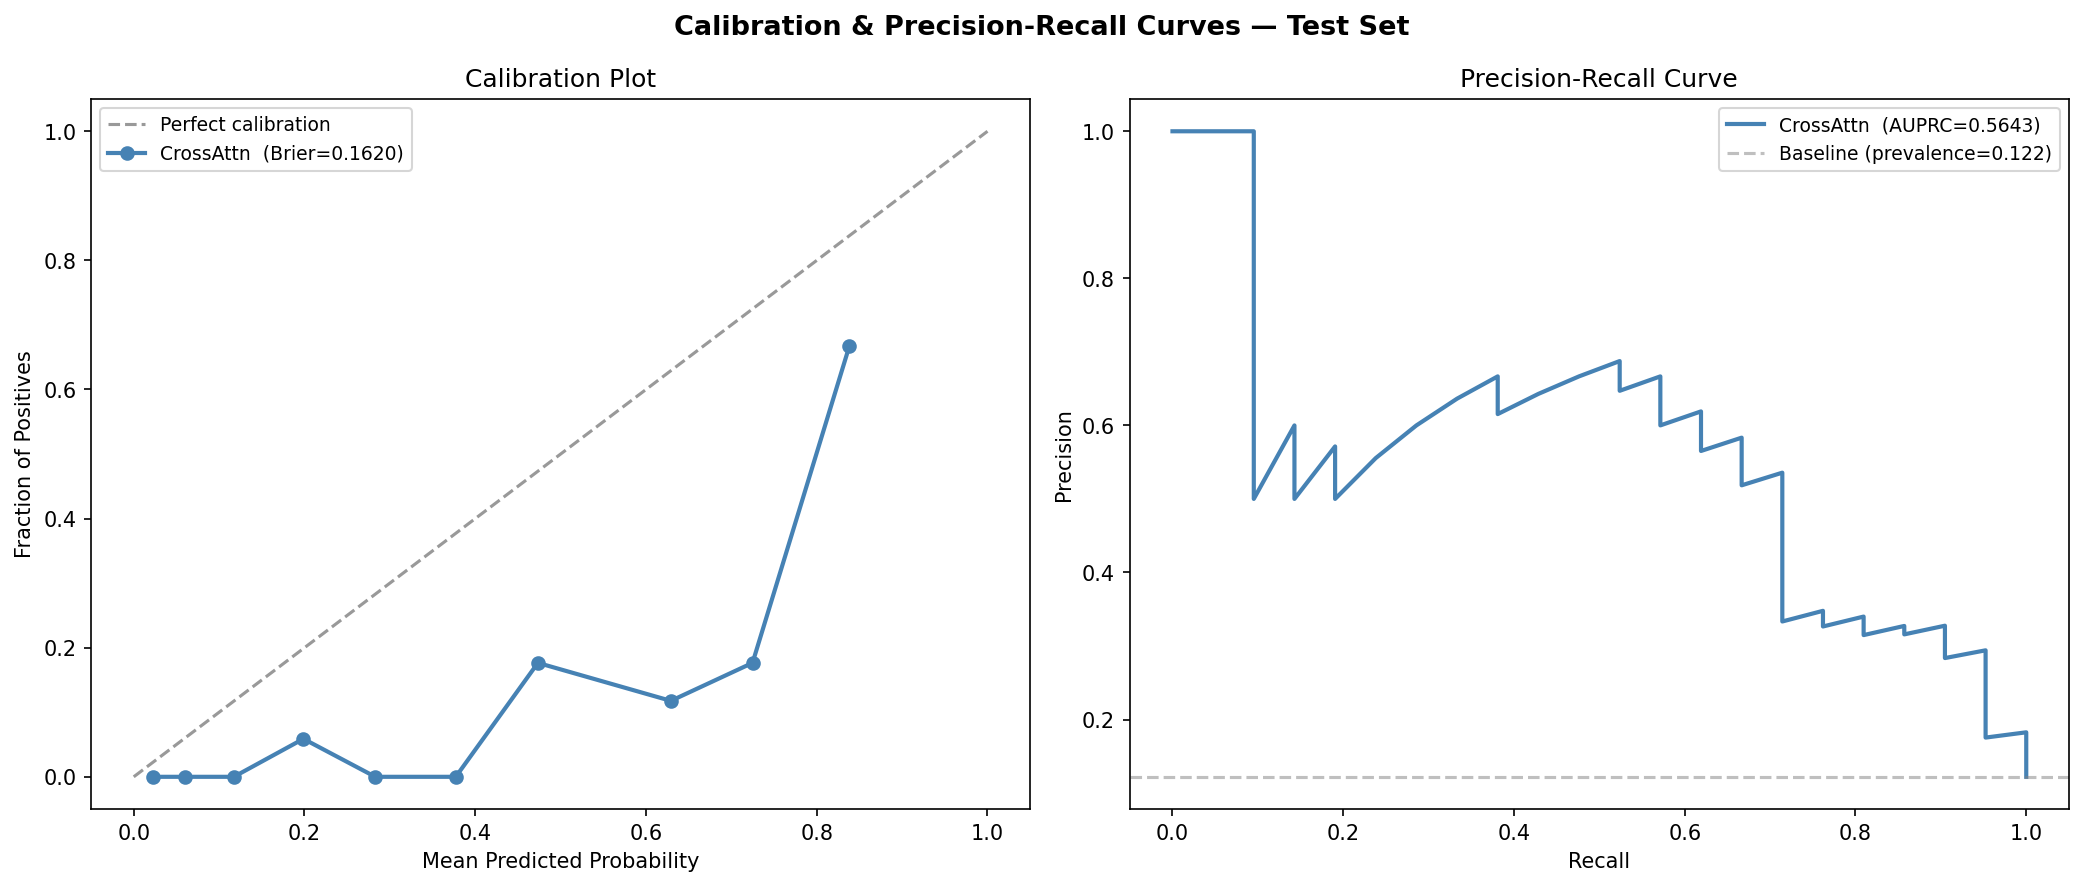 Calibration & Precision-Recall Curves — Test Set
Calibration Plot
Perfect calibration
CrossAttn (Brier=0.1620)
1.0
0.8
0.6
0.4
0.2
0.0
Fraction of Positives
0.0 0.2 0.4 0.6 0.8 1.0
Mean Predicted Probability
Precision-Recall Curve
CrossAttn (AUPRC=0.5643)
Baseline (prevalence=0.122)
1.0
0.8
0.6
0.4
0.2
Precision
0.0 0.2 0.4 0.6 0.8 1.0
Recall